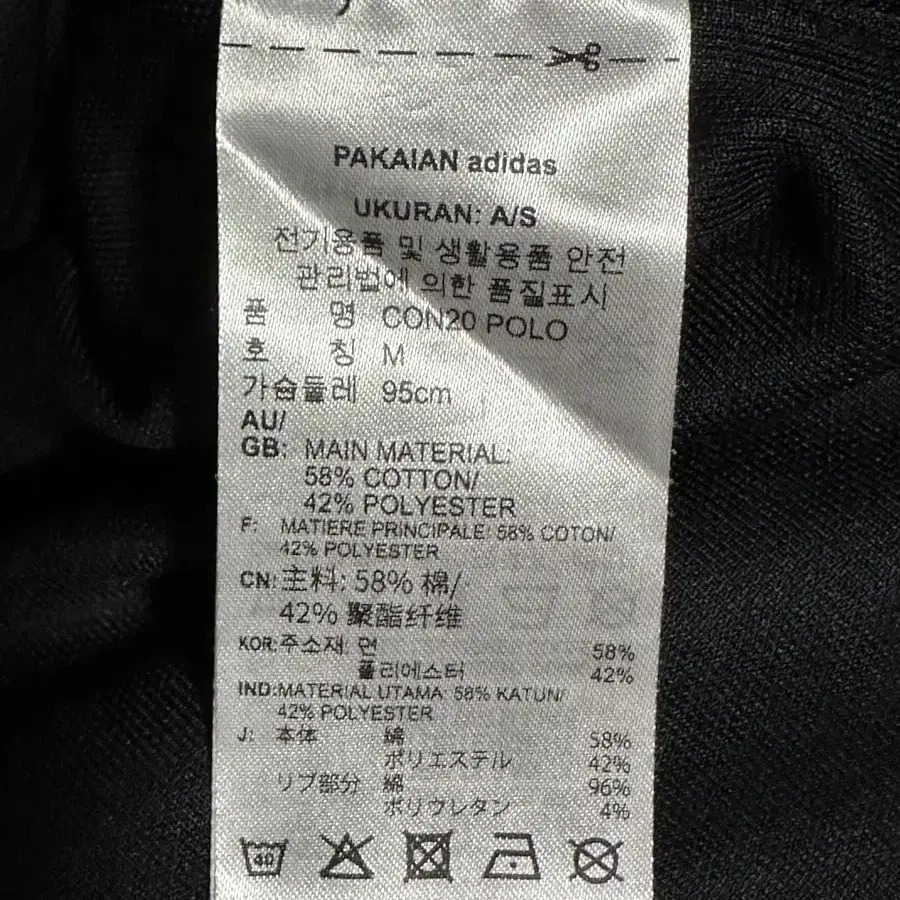 PAKAIAN adidas
UKURAN: A/S
전기용품 및 생활용품 안전
관리법에 의한 품질표시
품 명 CON20 POLO
호 칭 M
가슴둘레 95cm
AU/
GB: MAIN MATERIAL:
58% COTTON/
42% POLYESTER
F: MATIERE PRINCIPALE: 58% COTON/
42% POLYESTER
CN: 主料: 58% 棉/
42% 聚酯纤维
KOR: 주소재: 면 58%
폴리에스터 42%
IND: MATERIAL UTAMA: 58% KATUN/
42% POLYESTER
J: 本体 綿 58%
ポリエステル 42%
リブ部分 綿 96%
ポリウレタン 4%
40